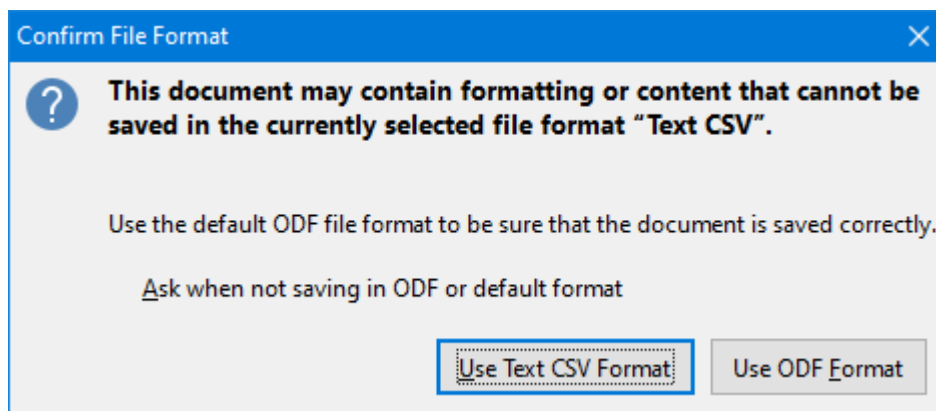 Confirm File Format
This document may contain formatting or content that cannot be
saved in the currently selected file format “Text CSV”.
Use the default ODF file format to be sure that the document is saved correctly.
Ask when not saving in ODF or default format
Use Text CSV Format
Use ODF Format